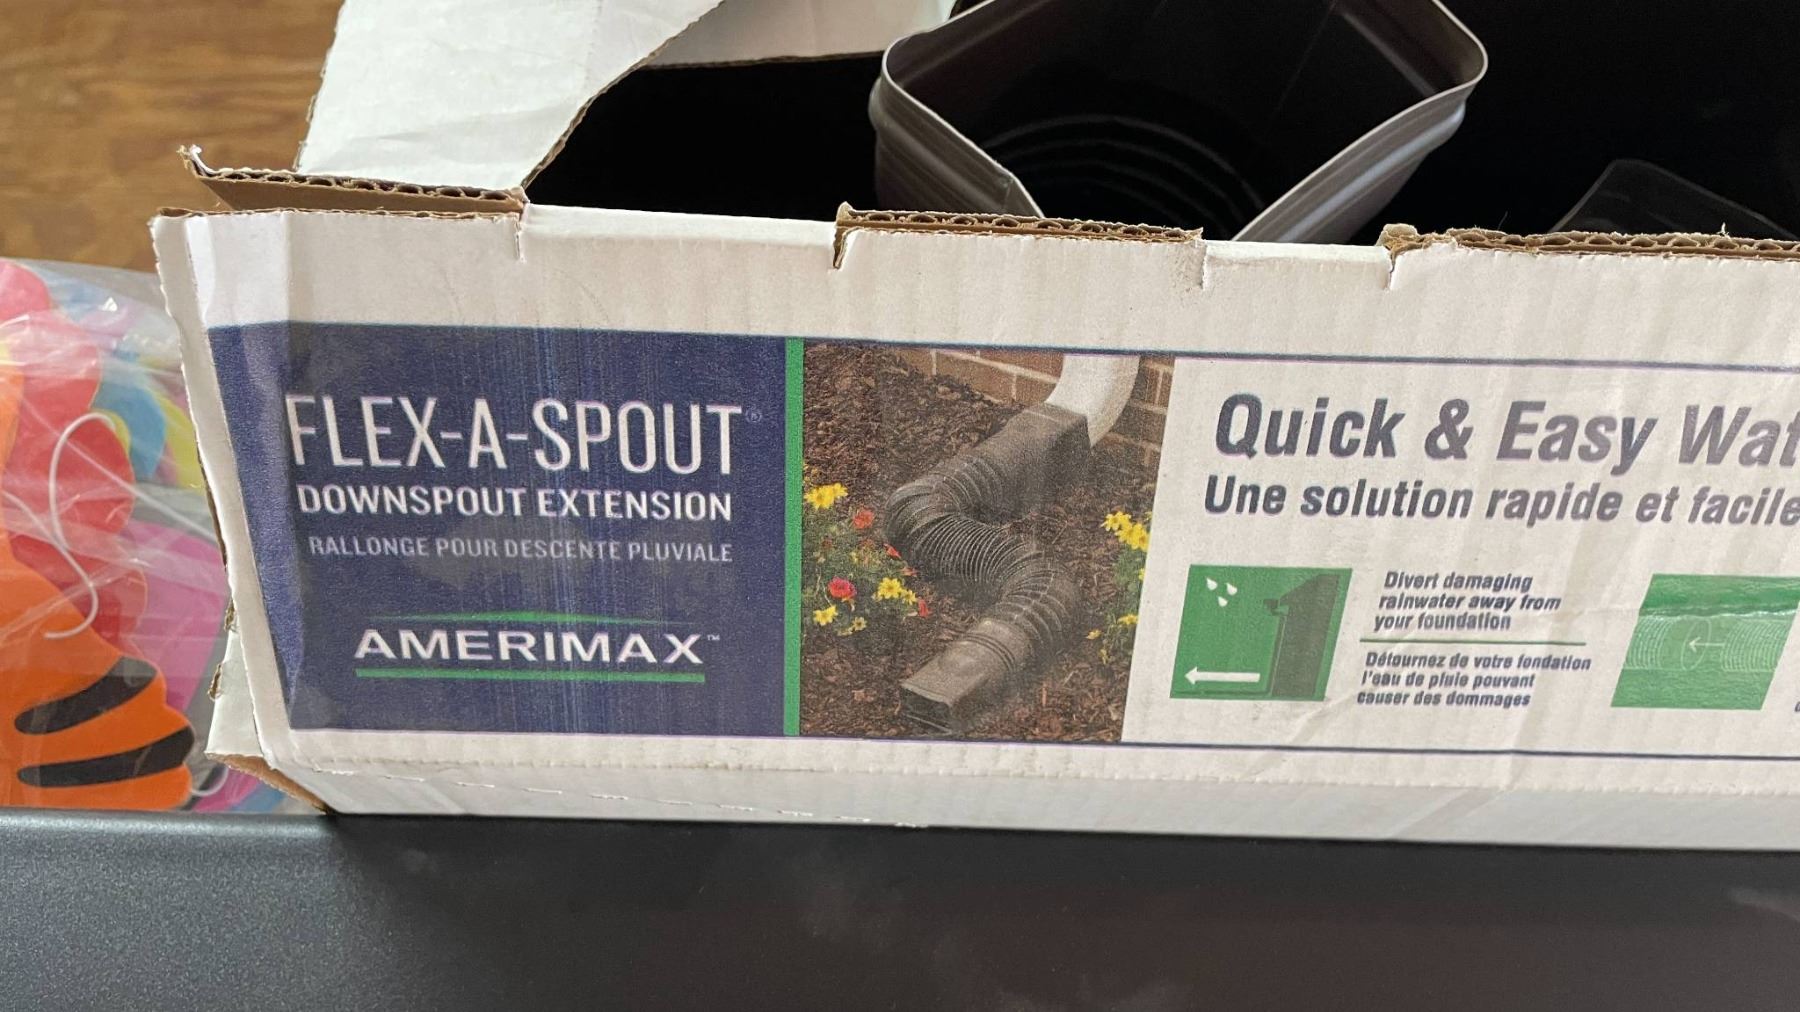 FLEX-A-SPOUT®
DOWNSPOUT EXTENSION
RALLONGE POUR DESCENTE PLUVIALE
AMERIMAX™
Quick & Easy Wat
Une solution rapide et facile
Divert damaging
rainwater away from
your foundation
Détournez de votre fondation
l'eau de pluie pouvant
causer des dommages